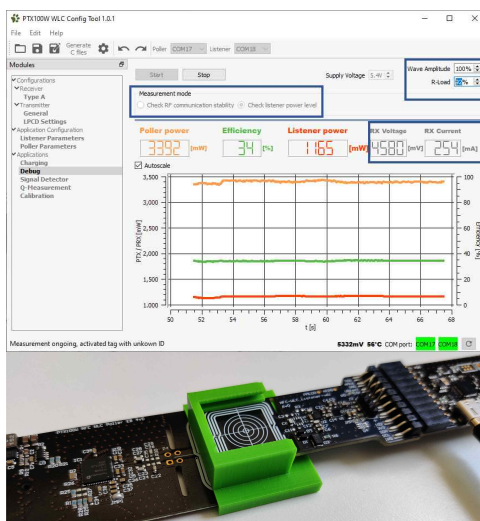 PTX100W WLC Config Tool 1.0.1
File Edit Help
Generate C files Poller COM17 Listener COM18
Modules
Configurations
Receiver
Type A
Transmitter
General
LPCD Settings
Application Configuration
Listener Parameters
Poller Parameters
Applications
Charging
Debug
Signal Detector
Q-Measurement
Calibration
Start Stop Supply Voltage 5.4V
Wave Amplitude 100%
R-Load
Measurement mode
Check RF communication stability Check listener power level
Poller power Efficiency Listener power RX Voltage RX Current
3392 [mW] 34 [%] 1165 [mW] 4580 [mV] 254 [mA]
Autoscale
3,500
3,000
2,500
2,000
1,500
1,000
PTX / PRX [mW]
100
80
60
40
20
0
Efficiency [%]
50 52 54 56 58 60 62 64 66 68
t [s]
Measurement ongoing, activated tag with unkown ID
5332mV 56°C COM port: COM17 COM18